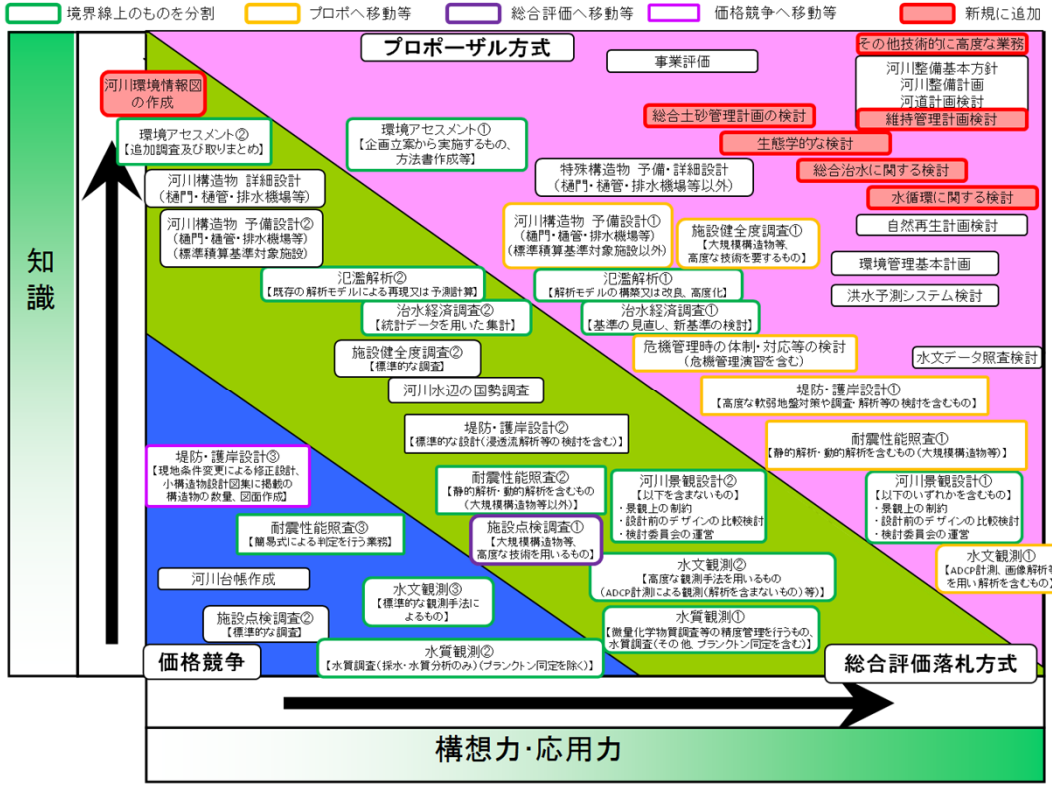 境界線上のものを分割
プロポへ移動等
総合評価へ移動等
価格競争へ移動等
新規に追加
プロポーザル方式
事業評価
その他技術的に高度な業務
河川整備基本方針
河川整備計画
河道計画検討
維持管理計画検討
河川環境情報図
の作成
総合土砂管理計画の検討
生態学的な検討
環境アセスメント②
【追加調査及び取りまとめ】
環境アセスメント①
【企画立案から実施するもの、
方法書作成等】
特殊構造物 予備・詳細設計
(樋門・樋管・排水機場等以外)
総合治水に関する検討
水循環に関する検討
河川構造物 詳細設計
(樋門・樋管・排水機場等)
河川構造物 予備設計②
(樋門・樋管・排水機場等)
(標準積算基準対象施設)
河川構造物 予備設計①
(樋門・樋管・排水機場等)
(標準積算基準対象施設以外)
施設健全度調査①
【大規模構造物等、
高度な技術を要するもの】
自然再生計画検討
環境管理基本計画
洪水予測システム検討
知識
氾濫解析②
【既存の解析モデルによる再現又は予測計算】
氾濫解析①
【解析モデルの構築又は改良、高度化】
治水経済調査②
【統計データを用いた集計】
治水経済調査①
【基準の見直し、新基準の検討】
施設健全度調査②
【標準的な調査】
危機管理時の体制・対応等の検討
(危機管理演習を含む)
水文データ照査検討
河川水辺の国勢調査
堤防・護岸設計①
【高度な軟弱地盤対策や調査・解析等の検討を含むもの】
堤防・護岸設計②
【標準的な設計(浸透流解析等の検討を含む)】
耐震性能照査①
【静的解析・動的解析を含むもの(大規模構造物等)】
堤防・護岸設計③
【現地条件変更による修正設計、
小構造物設計図集に掲載の
構造物の数量、図面作成】
耐震性能照査②
【静的解析・動的解析を含むもの
(大規模構造物等以外)】
河川景観設計②
【以下を含まないもの】
・景観上の制約
・設計前のデザインの比較検討
・検討委員会の運営
河川景観設計①
【以下のいずれかを含むもの】
・景観上の制約
・設計前のデザインの比較検討
・検討委員会の運営
耐震性能照査③
【簡易式による判定を行う業務】
施設点検調査①
【大規模構造物等、
高度な技術を用いるもの】
水文観測①
【ADCP計測、画像解析等
を用い解析を含むもの】
河川台帳作成
水文観測③
【標準的な観測手法に
よるもの】
水文観測②
【高度な観測手法を用いるもの
(ADCP計測による観測(解析を含まないもの)等)】
施設点検調査②
【標準的な調査】
水質観測①
【微量化学物質調査等の精度管理を行うもの、
水質調査(その他、プランクトン同定を含む)】
水質観測②
【水質調査(採水・水質分析のみ)(プランクトン同定を除く)】
価格競争
総合評価落札方式
構想力・応用力